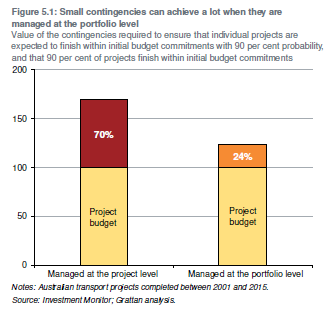 Figure 5.1: Small contingencies can achieve a lot when they are
managed at the portfolio level
Value of the contingencies required to ensure that individual projects are
expected to finish within initial budget commitments with 90 per cent probability,
and that 90 per cent of projects finish within initial budget commitments
200
150
100
50
0
70%
Project
budget
24%
Project
budget
Managed at the project level
Managed at the portfolio level
Notes: Australian transport projects completed between 2001 and 2015.
Source: Investment Monitor; Grattan analysis.